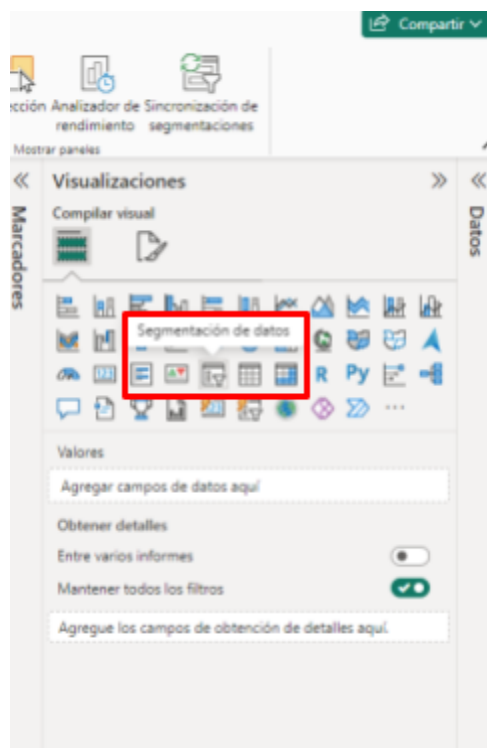 Compartir
ección Analizador de Sincronización de
rendimiento segmentaciones
Mostrar paneles
Visualizaciones
Marcadores
Datos
Compilar visual
Segmentación de datos
123
R Py
Valores
Agregar campos de datos aquí
Obtener detalles
Entre varios informes
Mantener todos los filtros
Agregue los campos de obtención de detalles aquí.